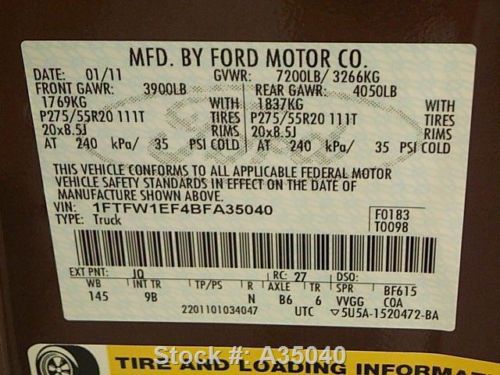 MFD. BY FORD MOTOR CO.
DATE: 01/11 GVWR: 7200LB/ 3266KG
FRONT GAWR: 3900LB REAR GAWR: 4050LB
1769KG WITH 1837KG WITH
P275/55R20 111T TIRES P275/55R20 111T TIRES
20x8.5J RIMS 20x8.5J RIMS
AT 240 kPa/ 35 PSI COLD AT 240 kPa/ 35 PSI COLD
THIS VEHICLE CONFORMS TO ALL APPLICABLE FEDERAL MOTOR
VEHICLE SAFETY STANDARDS IN EFFECT ON THE DATE OF
MANUFACTURE SHOWN ABOVE.
VIN: 1FTFW1EF4BFA35040
TYPE: Truck
F0183
T0098
EXT PNT: JQ RC: 27 DSO:
WB INT TR TP/PS R AXLE TR SPR BF615
145 9B N B6 6 VVGG COA
2201101034047 UTC ▽5U5A-1520472-BA
TIRE AND LOADING INFORMAT
Stock #: A35040